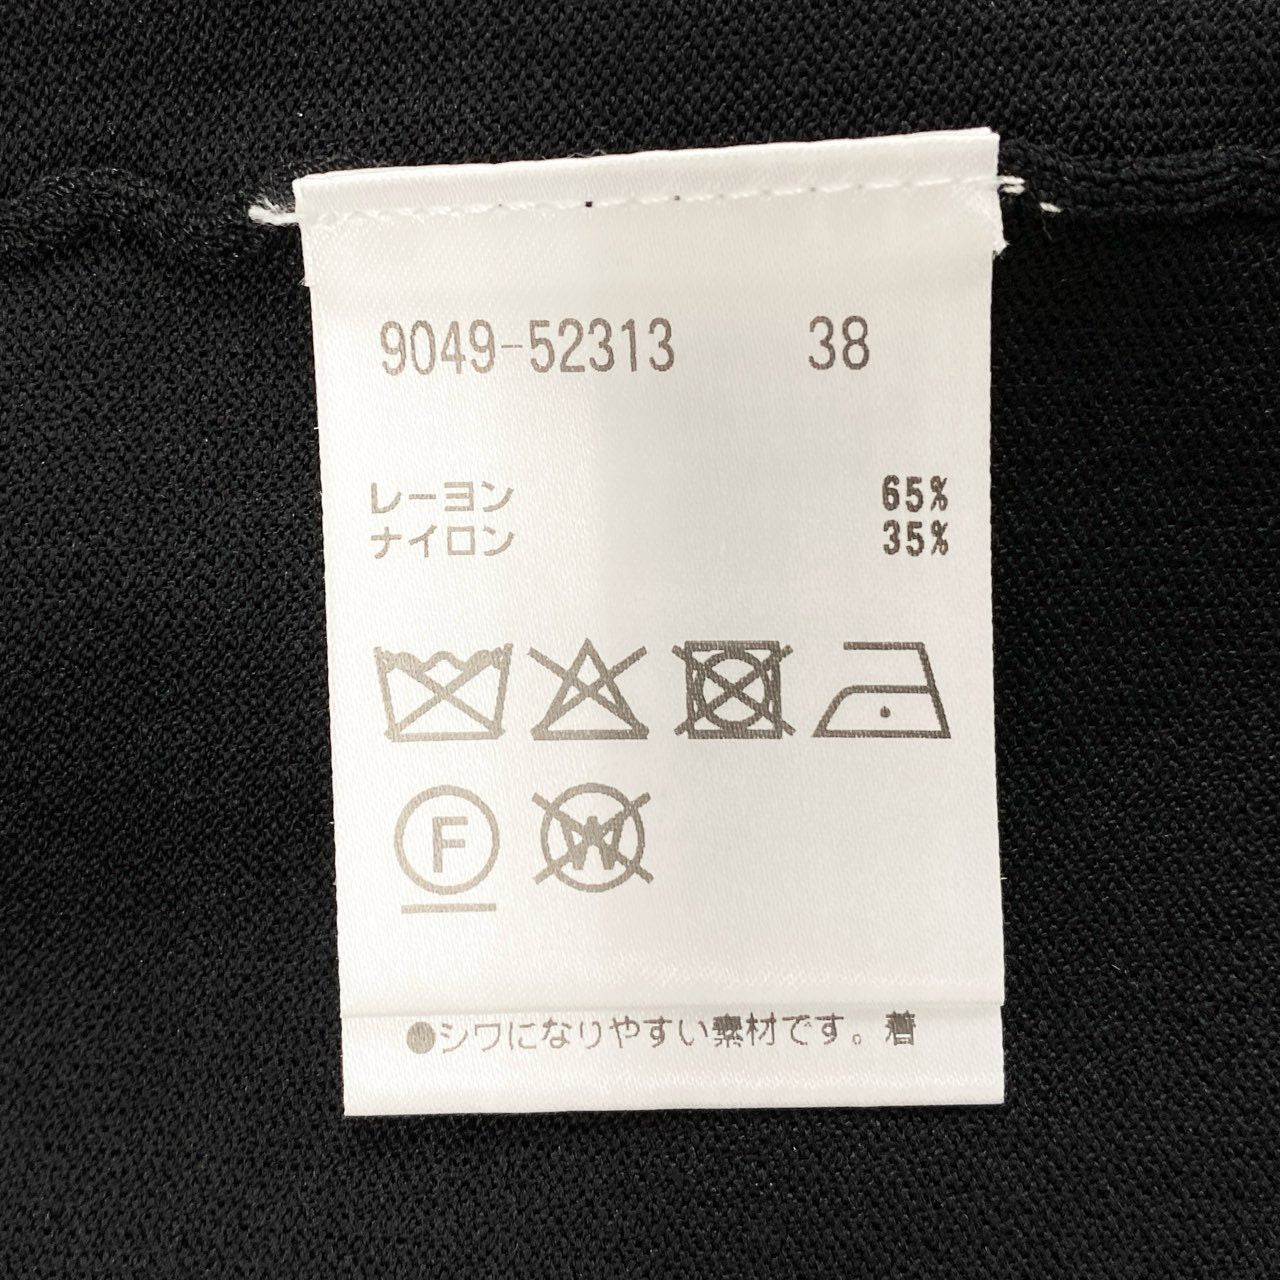 9049-52313 38
レーヨン 65%
ナイロン 35%
F W
●シワになりやすい素材です。着